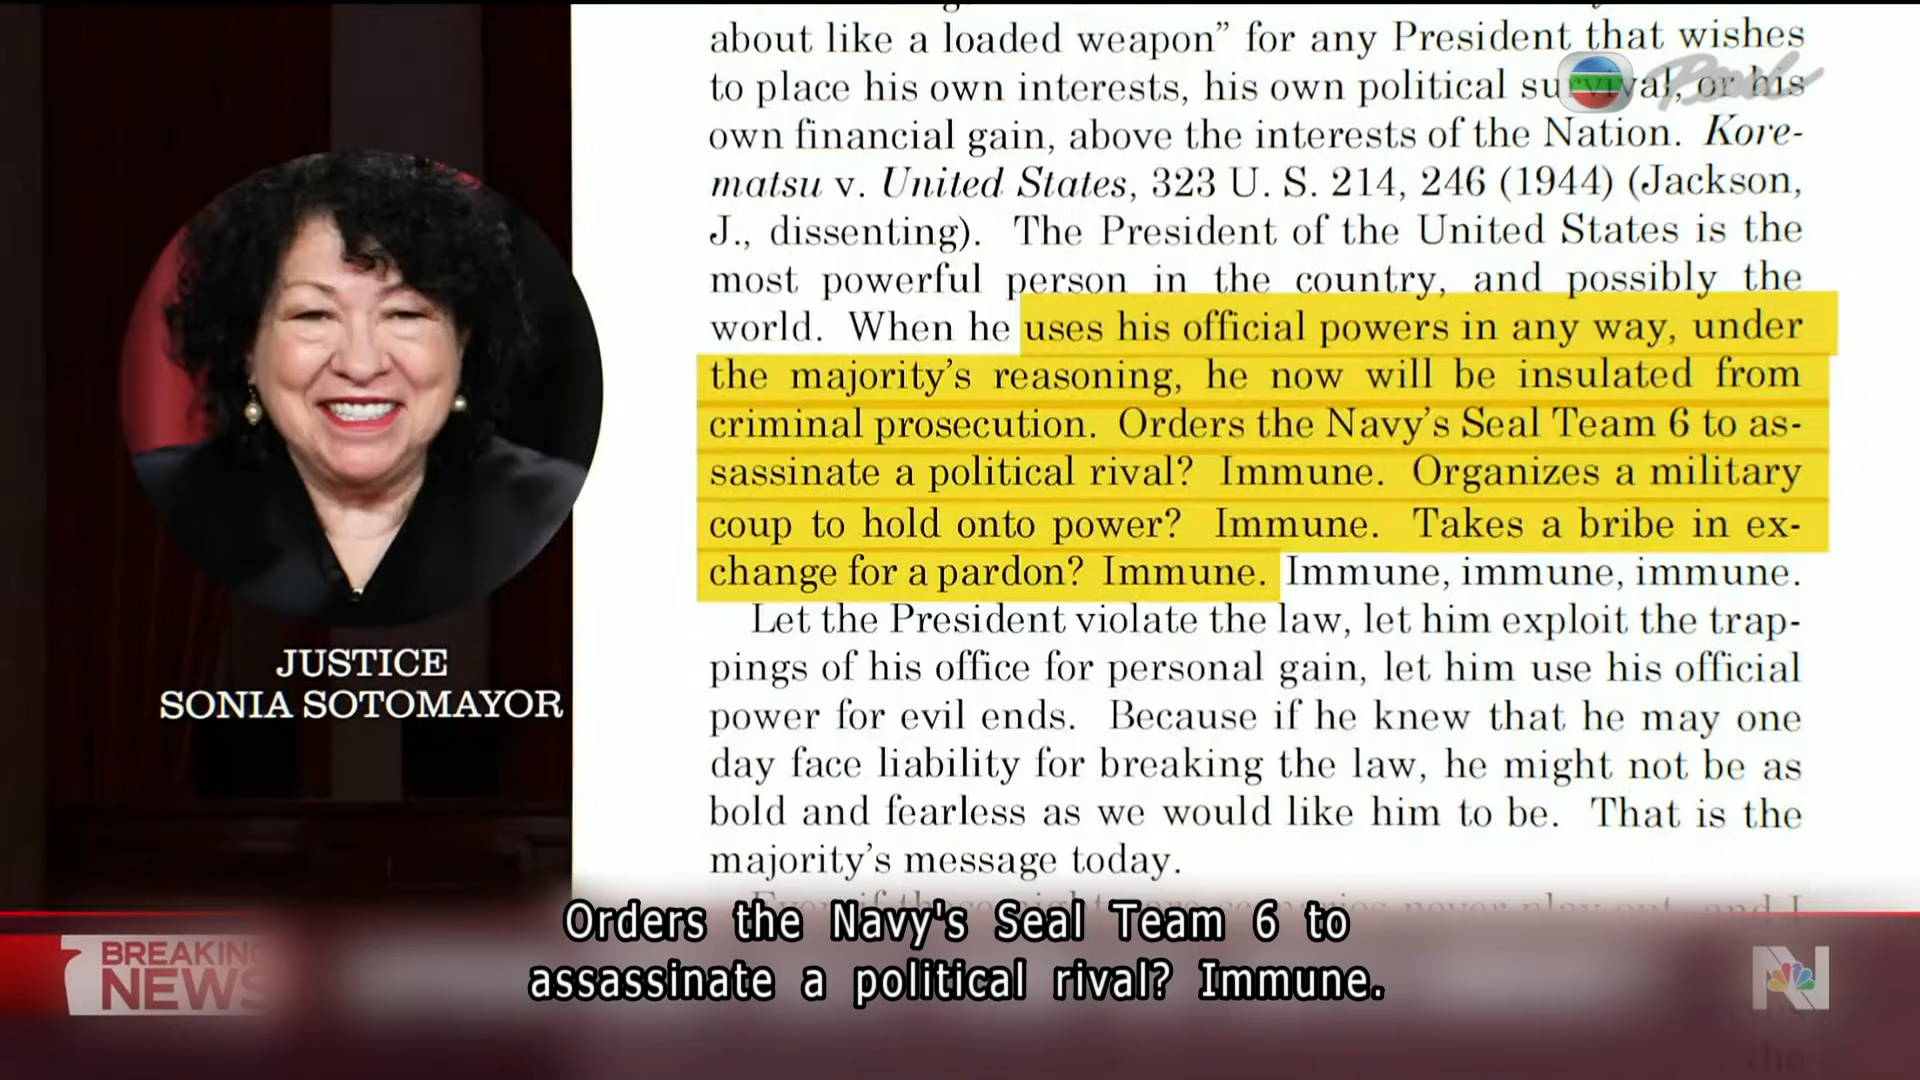 about like a loaded weapon” for any President that wishes
to place his own interests, his own political survival, or his
own financial gain, above the interests of the Nation. Kore-
matsu v. United States, 323 U. S. 214, 246 (1944) (Jackson,
J., dissenting). The President of the United States is the
most powerful person in the country, and possibly the
world. When he uses his official powers in any way, under
the majority’s reasoning, he now will be insulated from
criminal prosecution. Orders the Navy’s Seal Team 6 to as-
sassinate a political rival? Immune. Organizes a military
coup to hold onto power? Immune. Takes a bribe in ex-
change for a pardon? Immune. Immune, immune, immune.
Let the President violate the law, let him exploit the trap-
pings of his office for personal gain, let him use his official
power for evil ends. Because if he knew that he may one
day face liability for breaking the law, he might not be as
bold and fearless as we would like him to be. That is the
majority’s message today.
Pearl
JUSTICE
SONIA SOTOMAYOR
Orders the Navy's Seal Team 6 to
assassinate a political rival? Immune.
BREAKING
NEWS
N